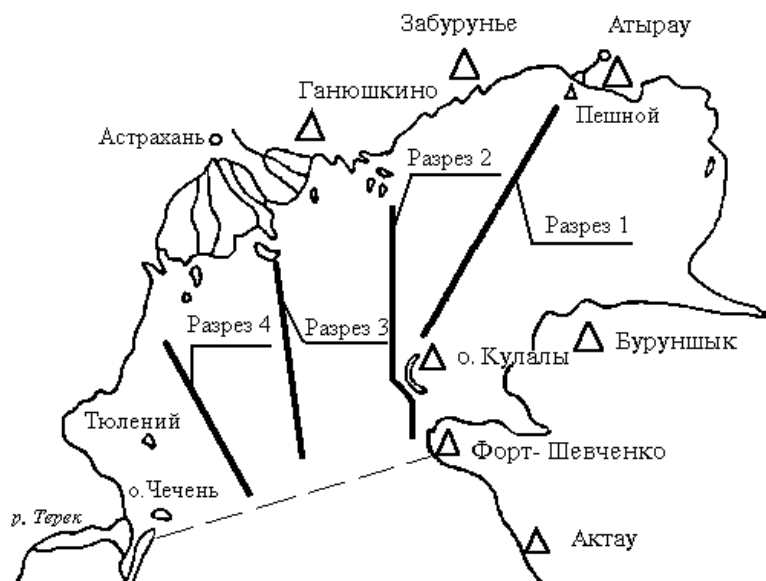 Забурунье
Атырау
Ганюшкино
Пешной
Астрахань
Разрез 2
Разрез 1
Разрез 4
Разрез 3
о. Кулалы
Буруншык
Тюлений
Форт- Шевченко
о.Чечень
р. Терек
Актау